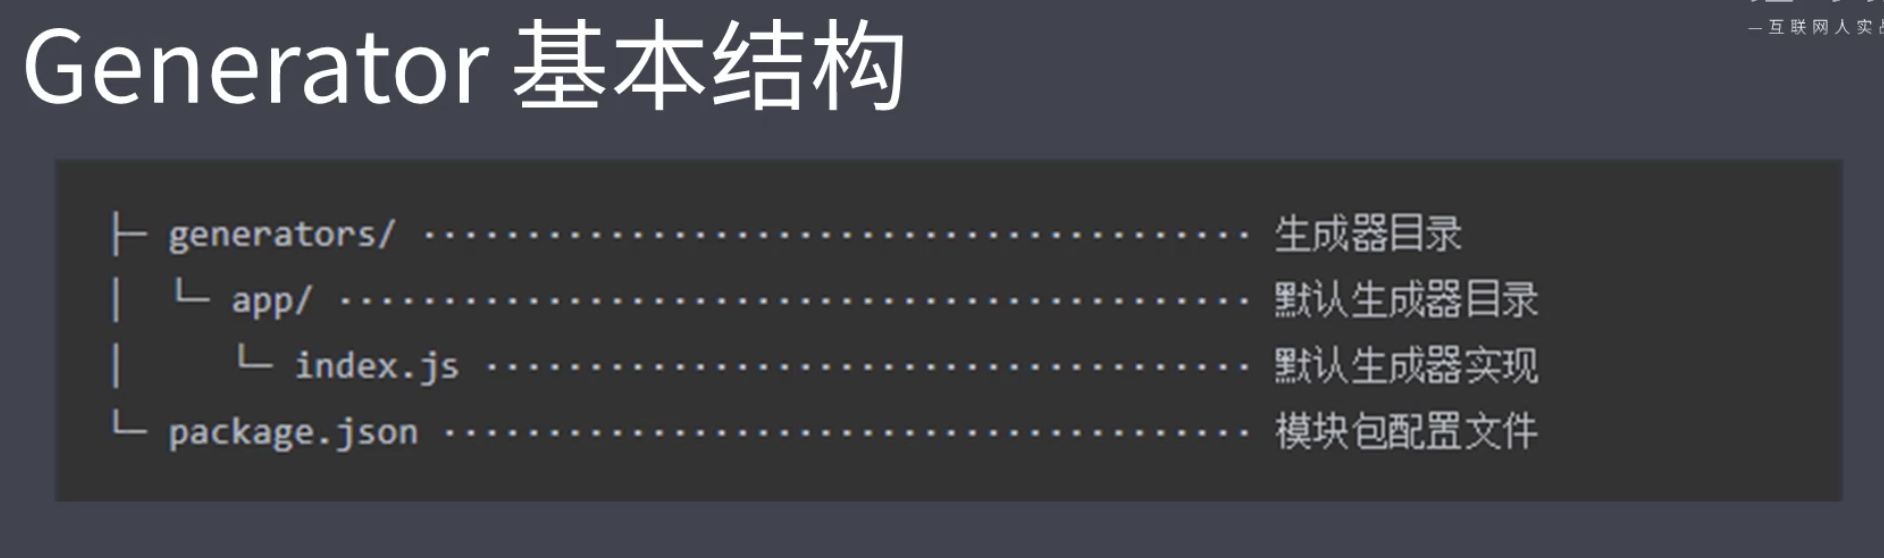 —互联网人实
Generator 基本结构
├─ generators/ ········································· 生成器目录
│  └─ app/ ············································· 默认生成器目录
│     └─ index.js ······································ 默认生成器实现
└─ package.json ········································ 模块包配置文件